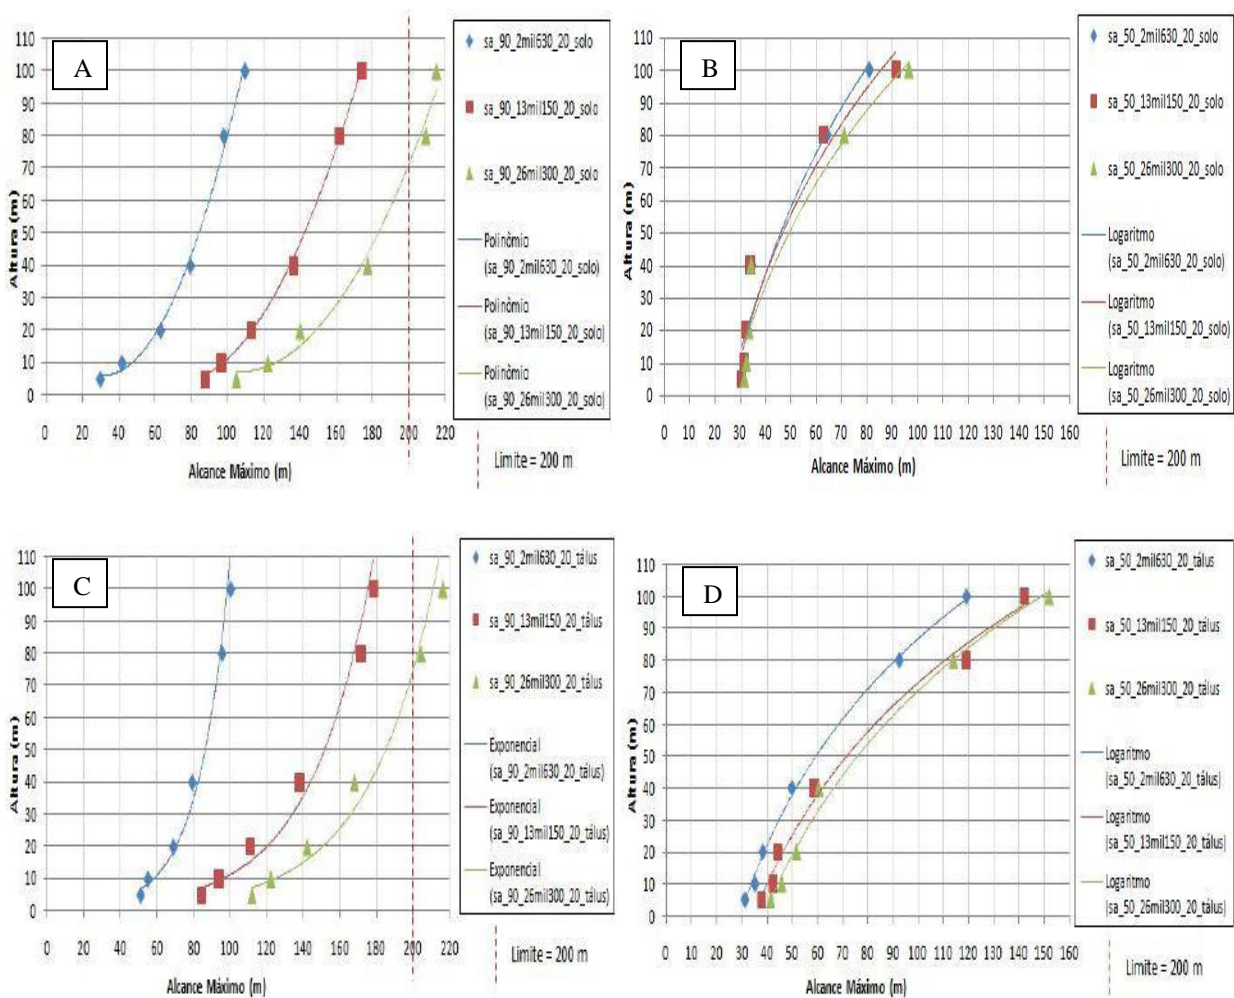 A
110
100
90
80
70
60
50
40
30
20
10
0
Altura (m)
0 20 40 60 80 100 120 140 160 180 200 220
Alcance Máximo (m)
sa_90_2mil630_20_solo
sa_90_13mil150_20_solo
sa_90_26mil300_20_solo
Polinômio
(sa_90_2mil630_20_solo)
Polinômio
(sa_90_13mil150_20_solo)
Polinômio
(sa_90_26mil300_20_solo)
Limite = 200 m
B
110
100
90
80
70
60
50
40
30
20
10
0
Altura (m)
0 10 20 30 40 50 60 70 80 90 100 110 120 130 140 150 160
Alcance Máximo (m)
sa_50_2mil630_20_solo
sa_50_13mil150_20_solo
sa_50_26mil300_20_solo
Logaritmo
(sa_50_2mil630_20_solo)
Logaritmo
(sa_50_13mil150_20_solo)
Logaritmo
(sa_50_26mil300_20_solo)
Limite = 200 m
C
110
100
90
80
70
60
50
40
30
20
10
0
Altura (m)
0 20 40 60 80 100 120 140 160 180 200 220
Alcance Máximo (m)
sa_90_2mil630_20_tálus
sa_90_13mil150_20_tálus
sa_90_26mil300_20_tálus
Exponencial
(sa_90_2mil630_20_tálus)
Exponencial
(sa_90_13mil150_20_tálus)
Exponencial
(sa_90_26mil300_20_tálus)
Limite = 200 m
D
110
100
90
80
70
60
50
40
30
20
10
0
Altura (m)
0 10 20 30 40 50 60 70 80 90 100 110 120 130 140 150 160
Alcance Máximo (m)
sa_50_2mil630_20_tálus
sa_50_13mil150_20_tálus
sa_50_26mil300_20_tálus
Logaritmo
(sa_50_2mil630_20_tálus)
Logaritmo
(sa_50_13mil150_20_tálus)
Logaritmo
(sa_50_26mil300_20_tálus)
Limite = 200 m